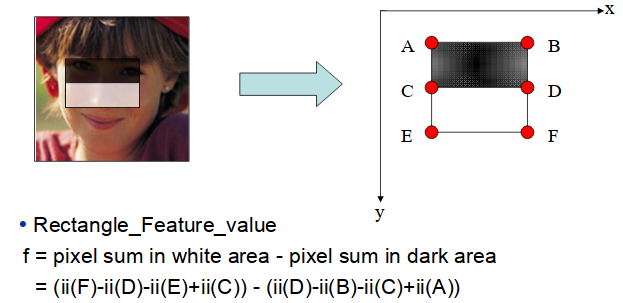 x
A
B
C
D
E
F
y
• Rectangle_Feature_value
f = pixel sum in white area - pixel sum in dark area
= (ii(F)-ii(D)-ii(E)+ii(C)) - (ii(D)-ii(B)-ii(C)+ii(A))